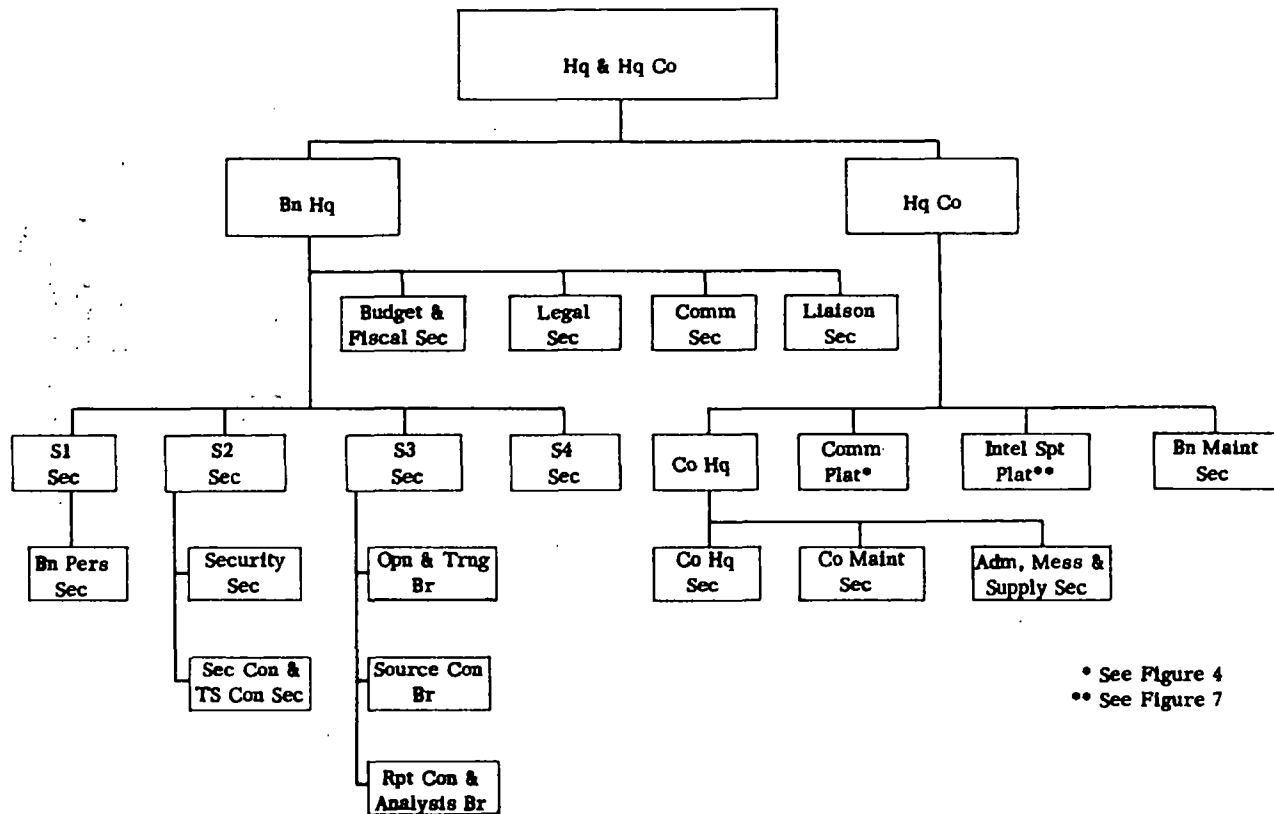 Hq & Hq Co
Bn Hq
Hq Co
Budget &
Fiscal Sec
Legal
Sec
Comm
Sec
Liaison
Sec
S1
Sec
S2
Sec
S3
Sec
S4
Sec
Co Hq
Comm
Plat*
Intel Spt
Plat**
Bn Maint
Sec
Bn Pers
Sec
Security
Sec
Opn & Trng
Br
Co Hq
Sec
Co Maint
Sec
Adm, Mess &
Supply Sec
Sec Con &
TS Con Sec
Source Con
Br
* See Figure 4
** See Figure 7
Rpt Con &
Analysis Br